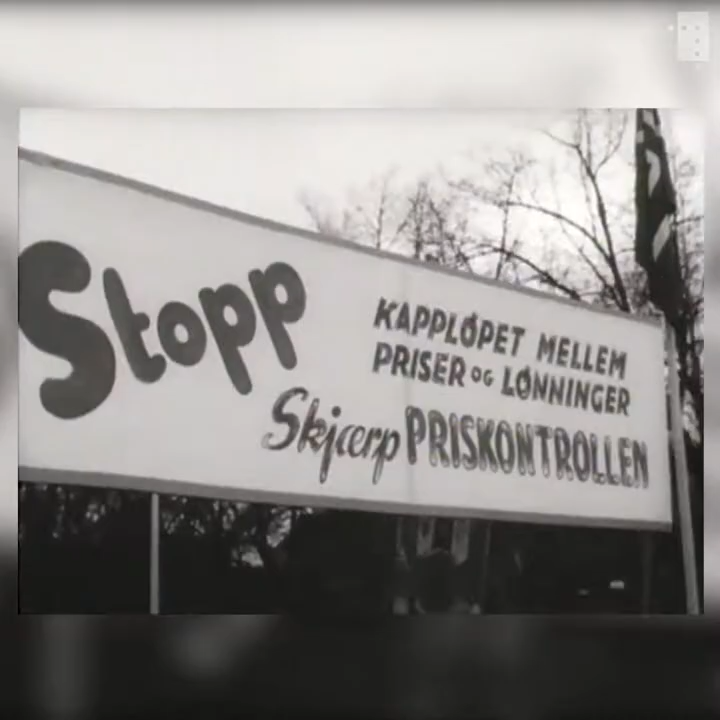 Stopp
KAPPLØPET MELLEM
PRISER OG LØNNINGER
Skjærp PRISKONTROLLEN